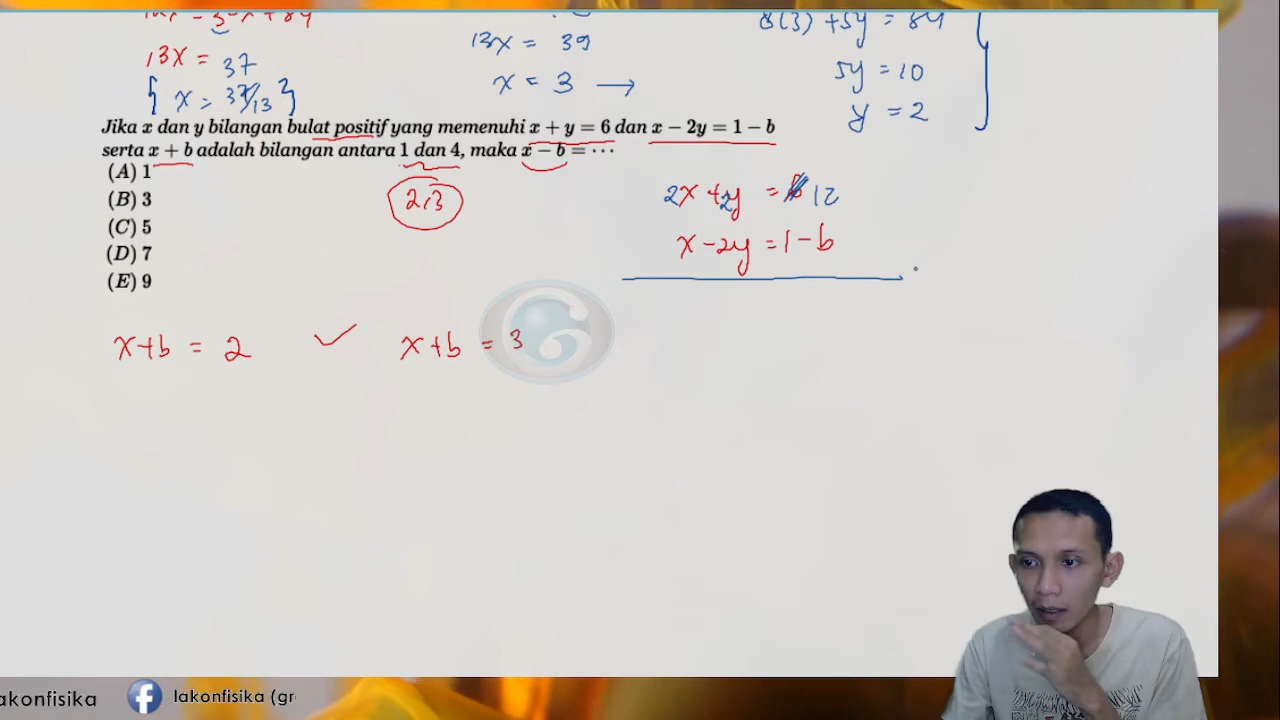 13x = 37
{ x = 37/13 }
13x = 39
x = 3 →
8(3) + 5y = 84
5y = 10
y = 2
Jika x dan y bilangan bulat positif yang memenuhi x + y = 6 dan x − 2y = 1 − b
serta x + b adalah bilangan antara 1 dan 4, maka x − b = ···
(A) 1
(B) 3
(C) 5
(D) 7
(E) 9
2,3
2x + 2y = 12
x − 2y = 1 − b
x + b = 2 ✓
x + b = 3
akonfisika
lakonfisika (gr